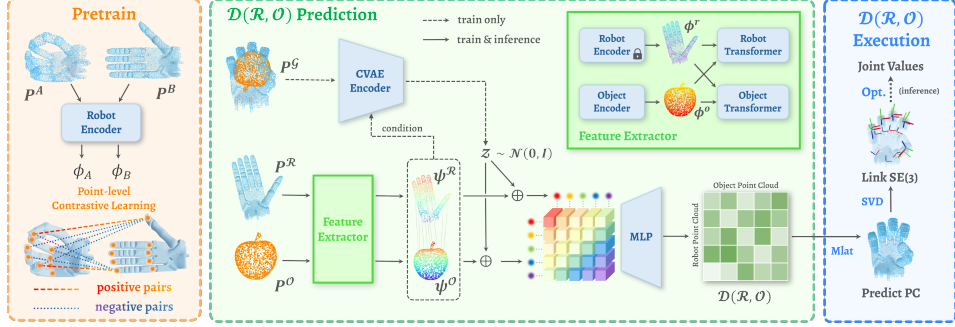 Pretrain
P^A
P^B
Robot
Encoder
ϕ_A
ϕ_B
Point-level
Contrastive Learning
positive pairs
negative pairs
D(R, O) Prediction
train only
train & inference
P^G
CVAE
Encoder
condition
z ~ N(0, I)
P^R
P^O
Feature
Extractor
ψ^R
ψ^O
Robot
Encoder
ϕ^r
Robot
Transformer
Object
Encoder
ϕ^o
Object
Transformer
Feature Extractor
MLP
Object Point Cloud
Robot Point Cloud
D(R, O)
D(R, O)
Execution
Joint Values
Opt.
(inference)
Link SE(3)
SVD
Mlat
Predict PC